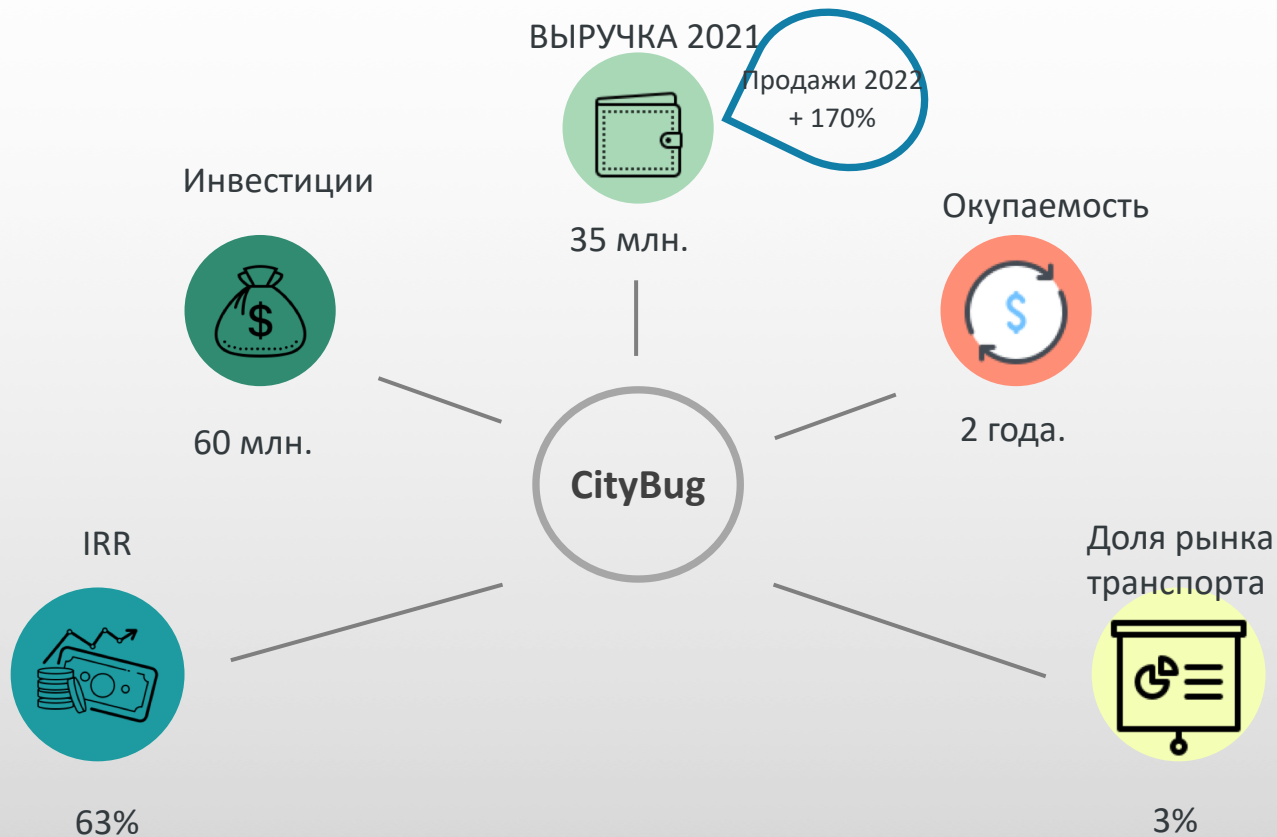 ВЫРУЧКА 2021
Продажи 2022
+ 170%
35 млн.
Инвестиции
$
60 млн.
Окупаемость
$
2 года.
CityBug
IRR
63%
Доля рынка
транспорта
3%